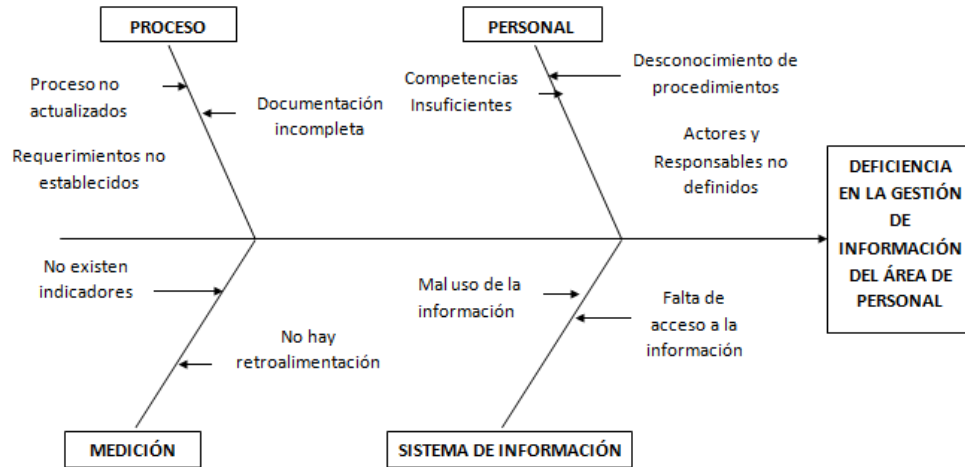 PROCESO
PERSONAL
Proceso no
actualizados
Documentación
incompleta
Requerimientos no
establecidos
Competencias
Insuficientes
Desconocimiento de
procedimientos
Actores y
Responsables no
definidos
DEFICIENCIA
EN LA GESTIÓN
DE
INFORMACIÓN
DEL ÁREA DE
PERSONAL
No existen
indicadores
No hay
retroalimentación
Mal uso de la
información
Falta de
acceso a la
información
MEDICIÓN
SISTEMA DE INFORMACIÓN